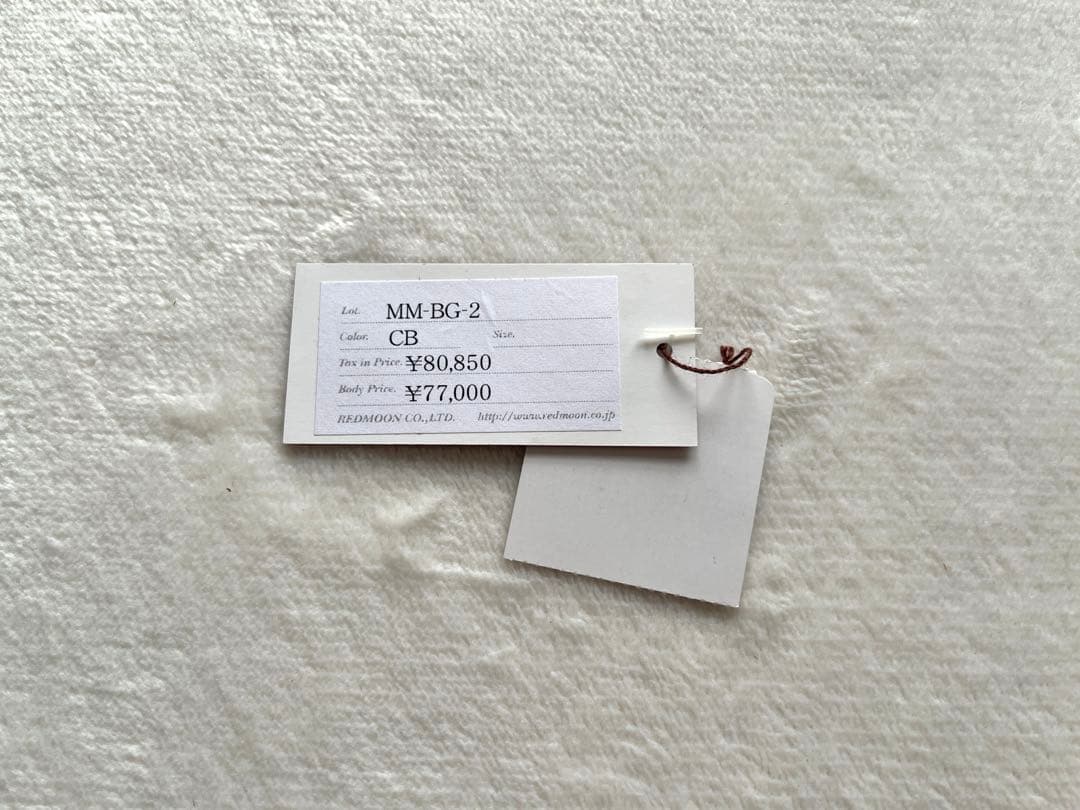 Lot. MM-BG-2
Color. CB Size.
Tax in Price. ¥80,850
Body Price. ¥77,000
REDMOON CO.,LTD. http://www.redmoon.co.jp